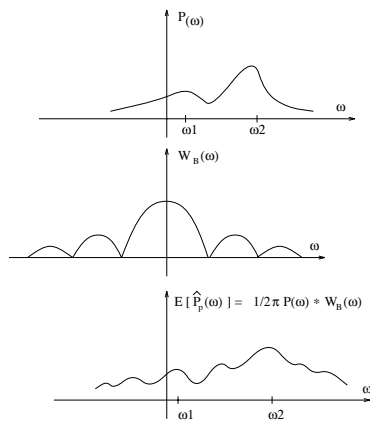 P(ω)
ω
ω1 ω2
W_B(ω)
ω
E [ P̂_p(ω) ] = 1/2π P(ω) * W_B(ω)
ω
ω1 ω2